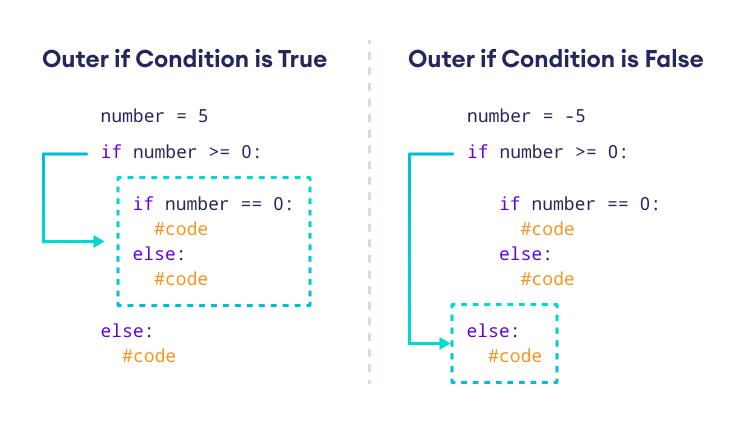 Outer if Condition is True
number = 5
if number >= 0:
if number == 0:
#code
else:
#code
else:
#code
Outer if Condition is False
number = -5
if number >= 0:
if number == 0:
#code
else:
#code
else:
#code